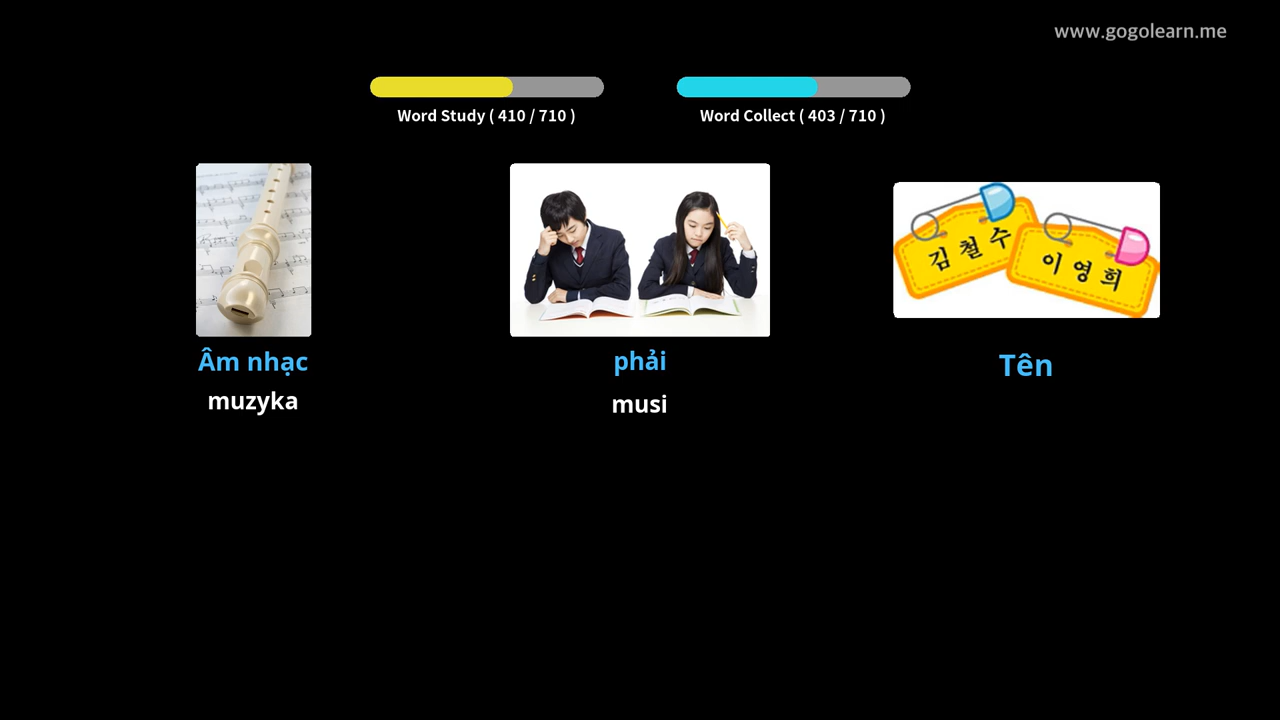 www.gogolearn.me
Word Study ( 410 / 710 )
Word Collect ( 403 / 710 )
김철수
이영희
Âm nhạc
phải
Tên
muzyka
musi